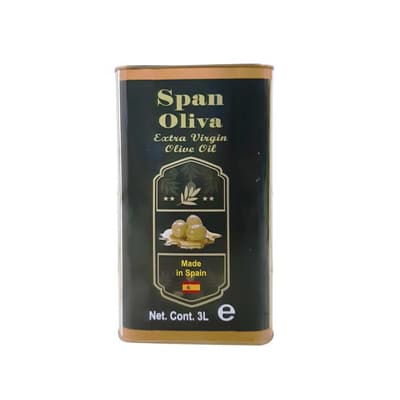 Span
Oliva
Extra Virgin
Olive Oil
Made
in Spain
Net. Cont. 3L e